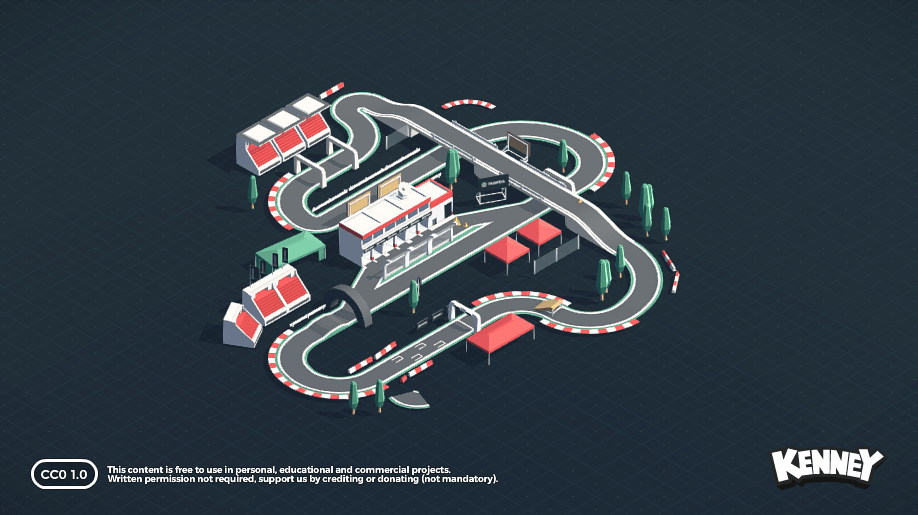 CC0 1.0
This content is free to use in personal, educational and commercial projects.
Written permission not required, support us by crediting or donating (not mandatory).
KENNEY